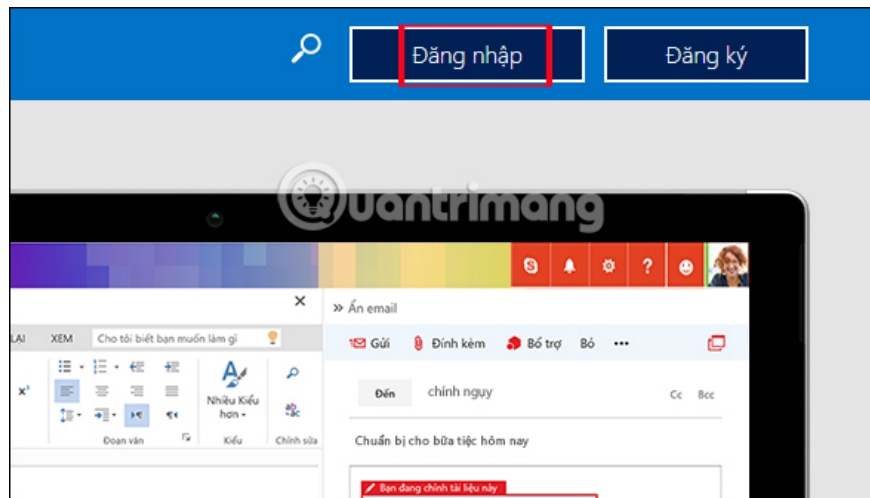 Đăng nhập
Đăng ký
Quantrimang
Ẩn email
LẠI XEM Cho tôi biết bạn muốn làm gì
Gửi Đính kèm Bổ trợ Bỏ
Đến chính ngụy Cc Bcc
Nhiều Kiểu
hơn
Đoạn văn Kiểu Chỉnh sửa
Chuẩn bị cho bữa tiệc hôm nay
Bạn đang chỉnh tài liệu này